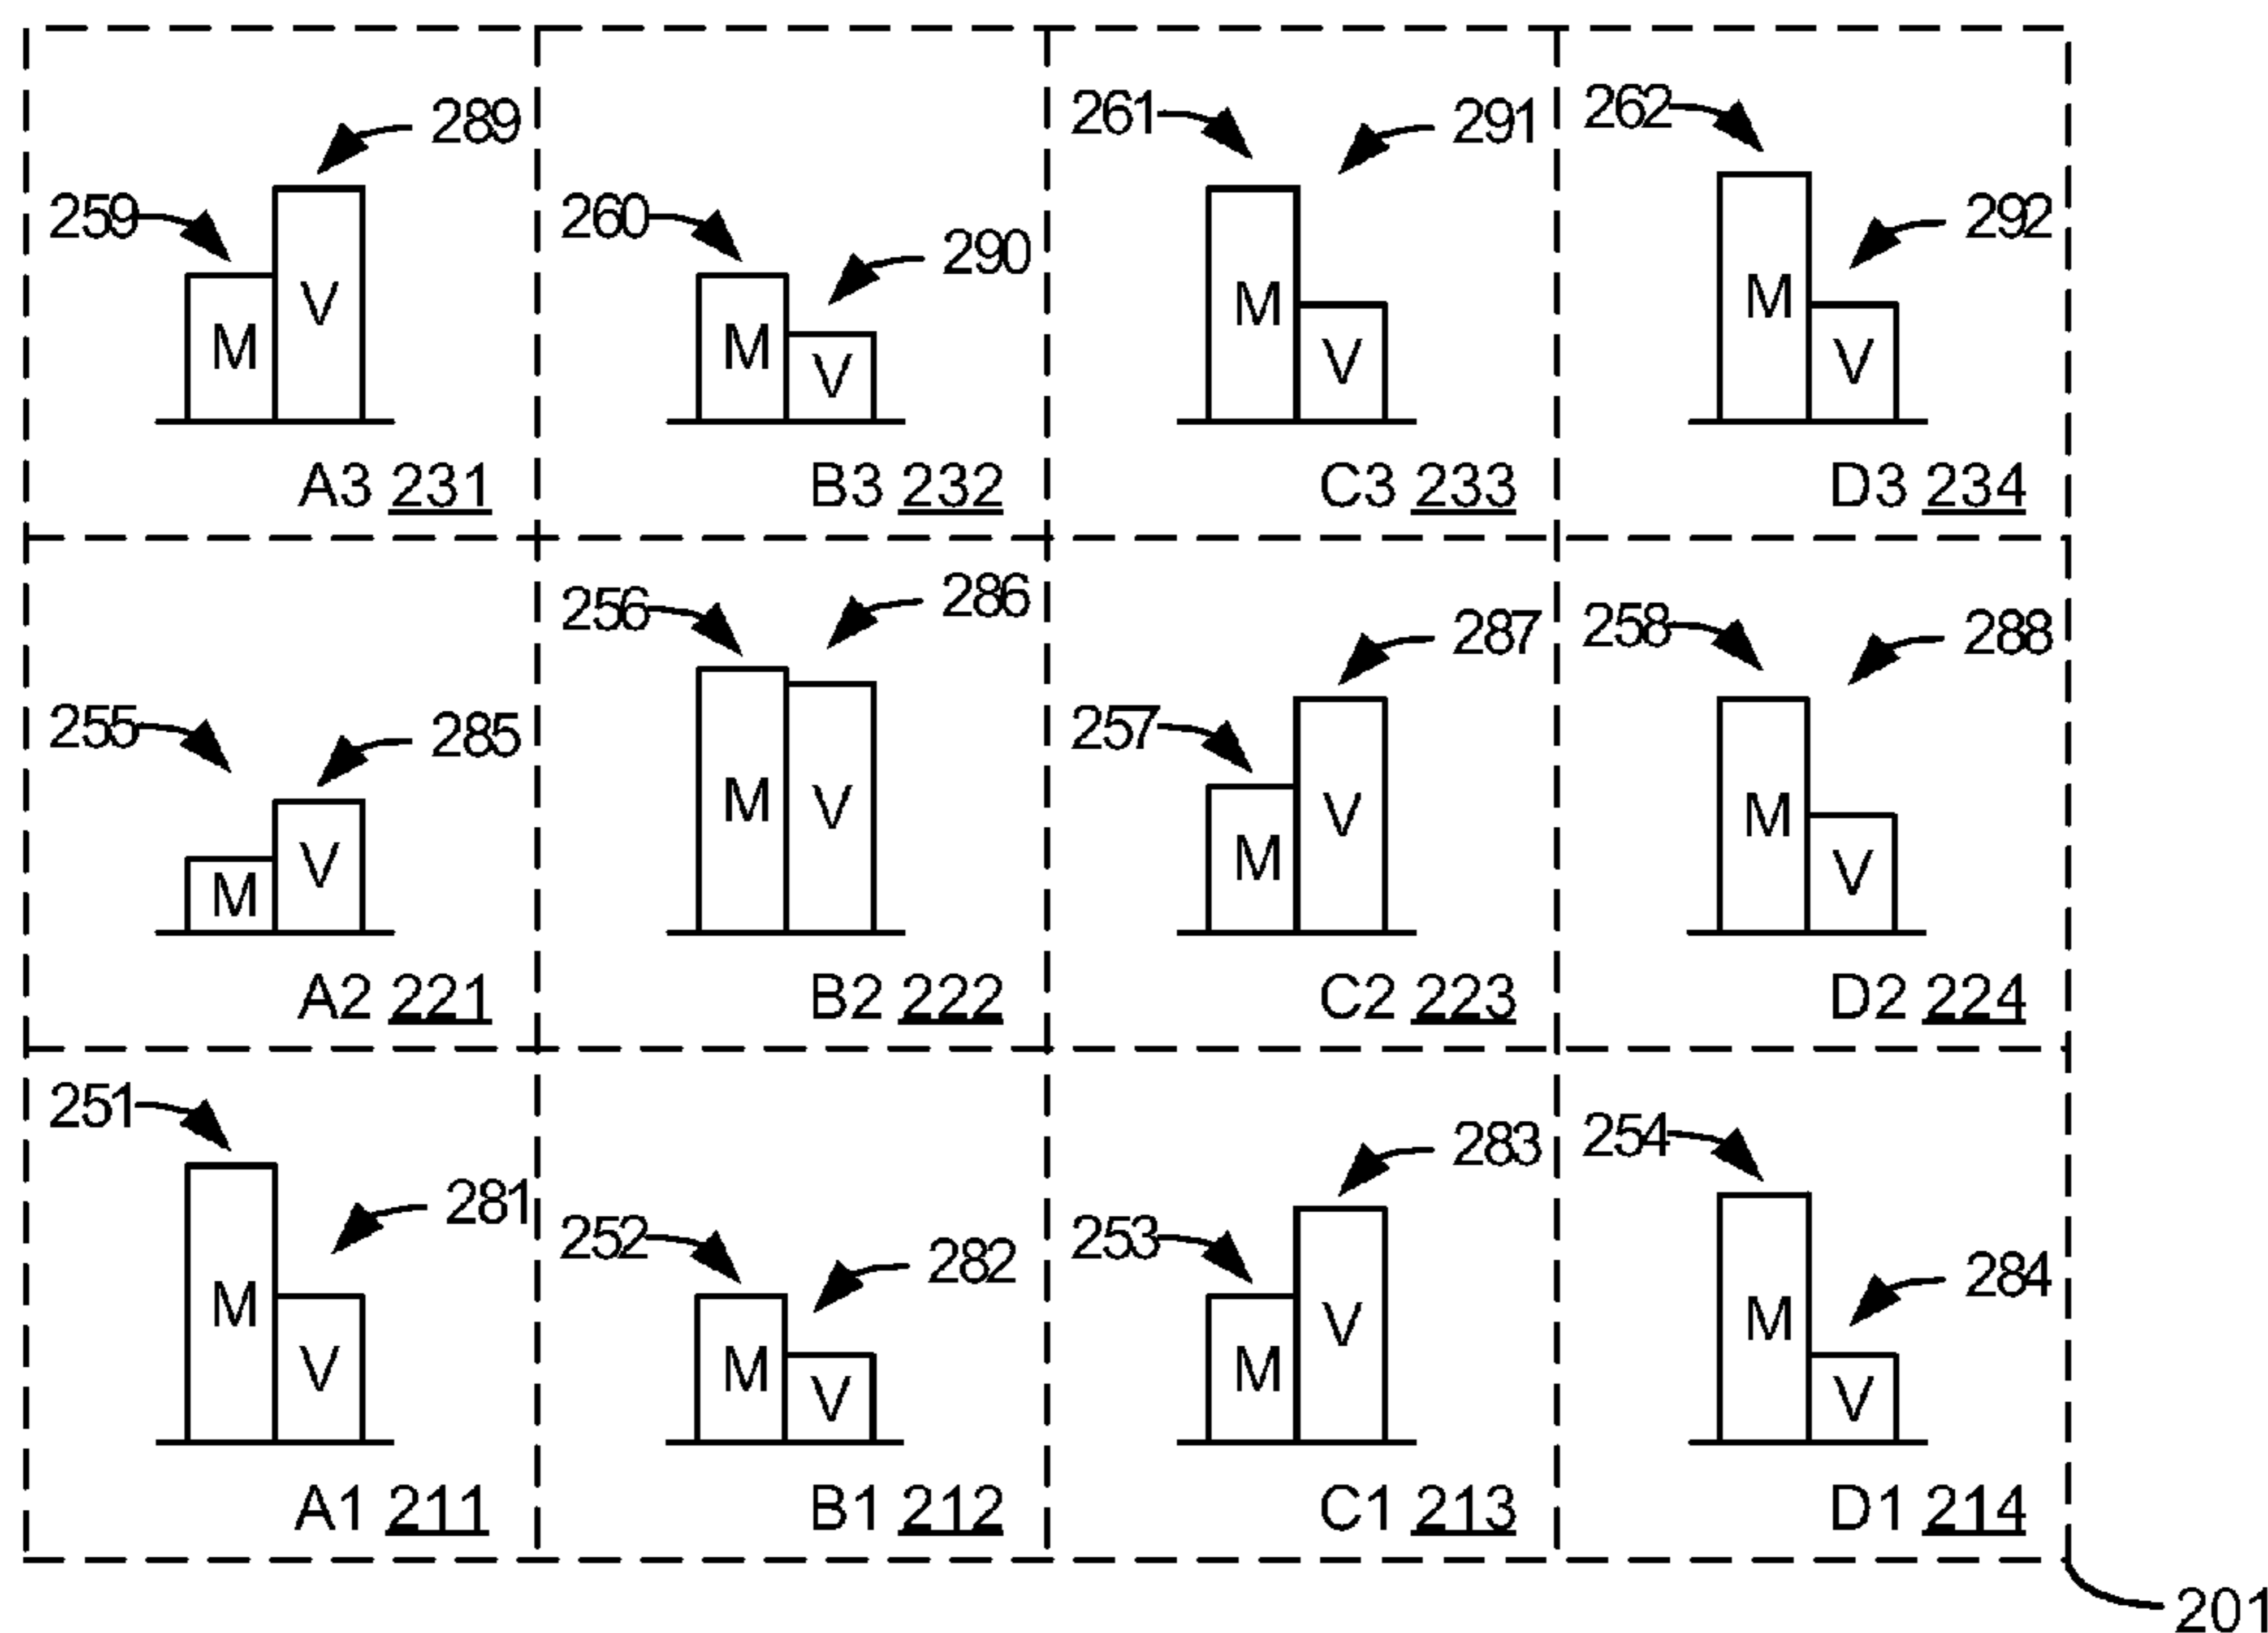 289
261
291
262
259
260
290
292
M V
M V
M V
M V
A3 231
B3 232
C3 233
D3 234
256
286
287
258
288
255
285
257
M V
M V
M V
M V
A2 221
B2 222
C2 223
D2 224
251
283
254
281
252
282
253
284
M V
M V
M V
M V
A1 211
B1 212
C1 213
D1 214
201